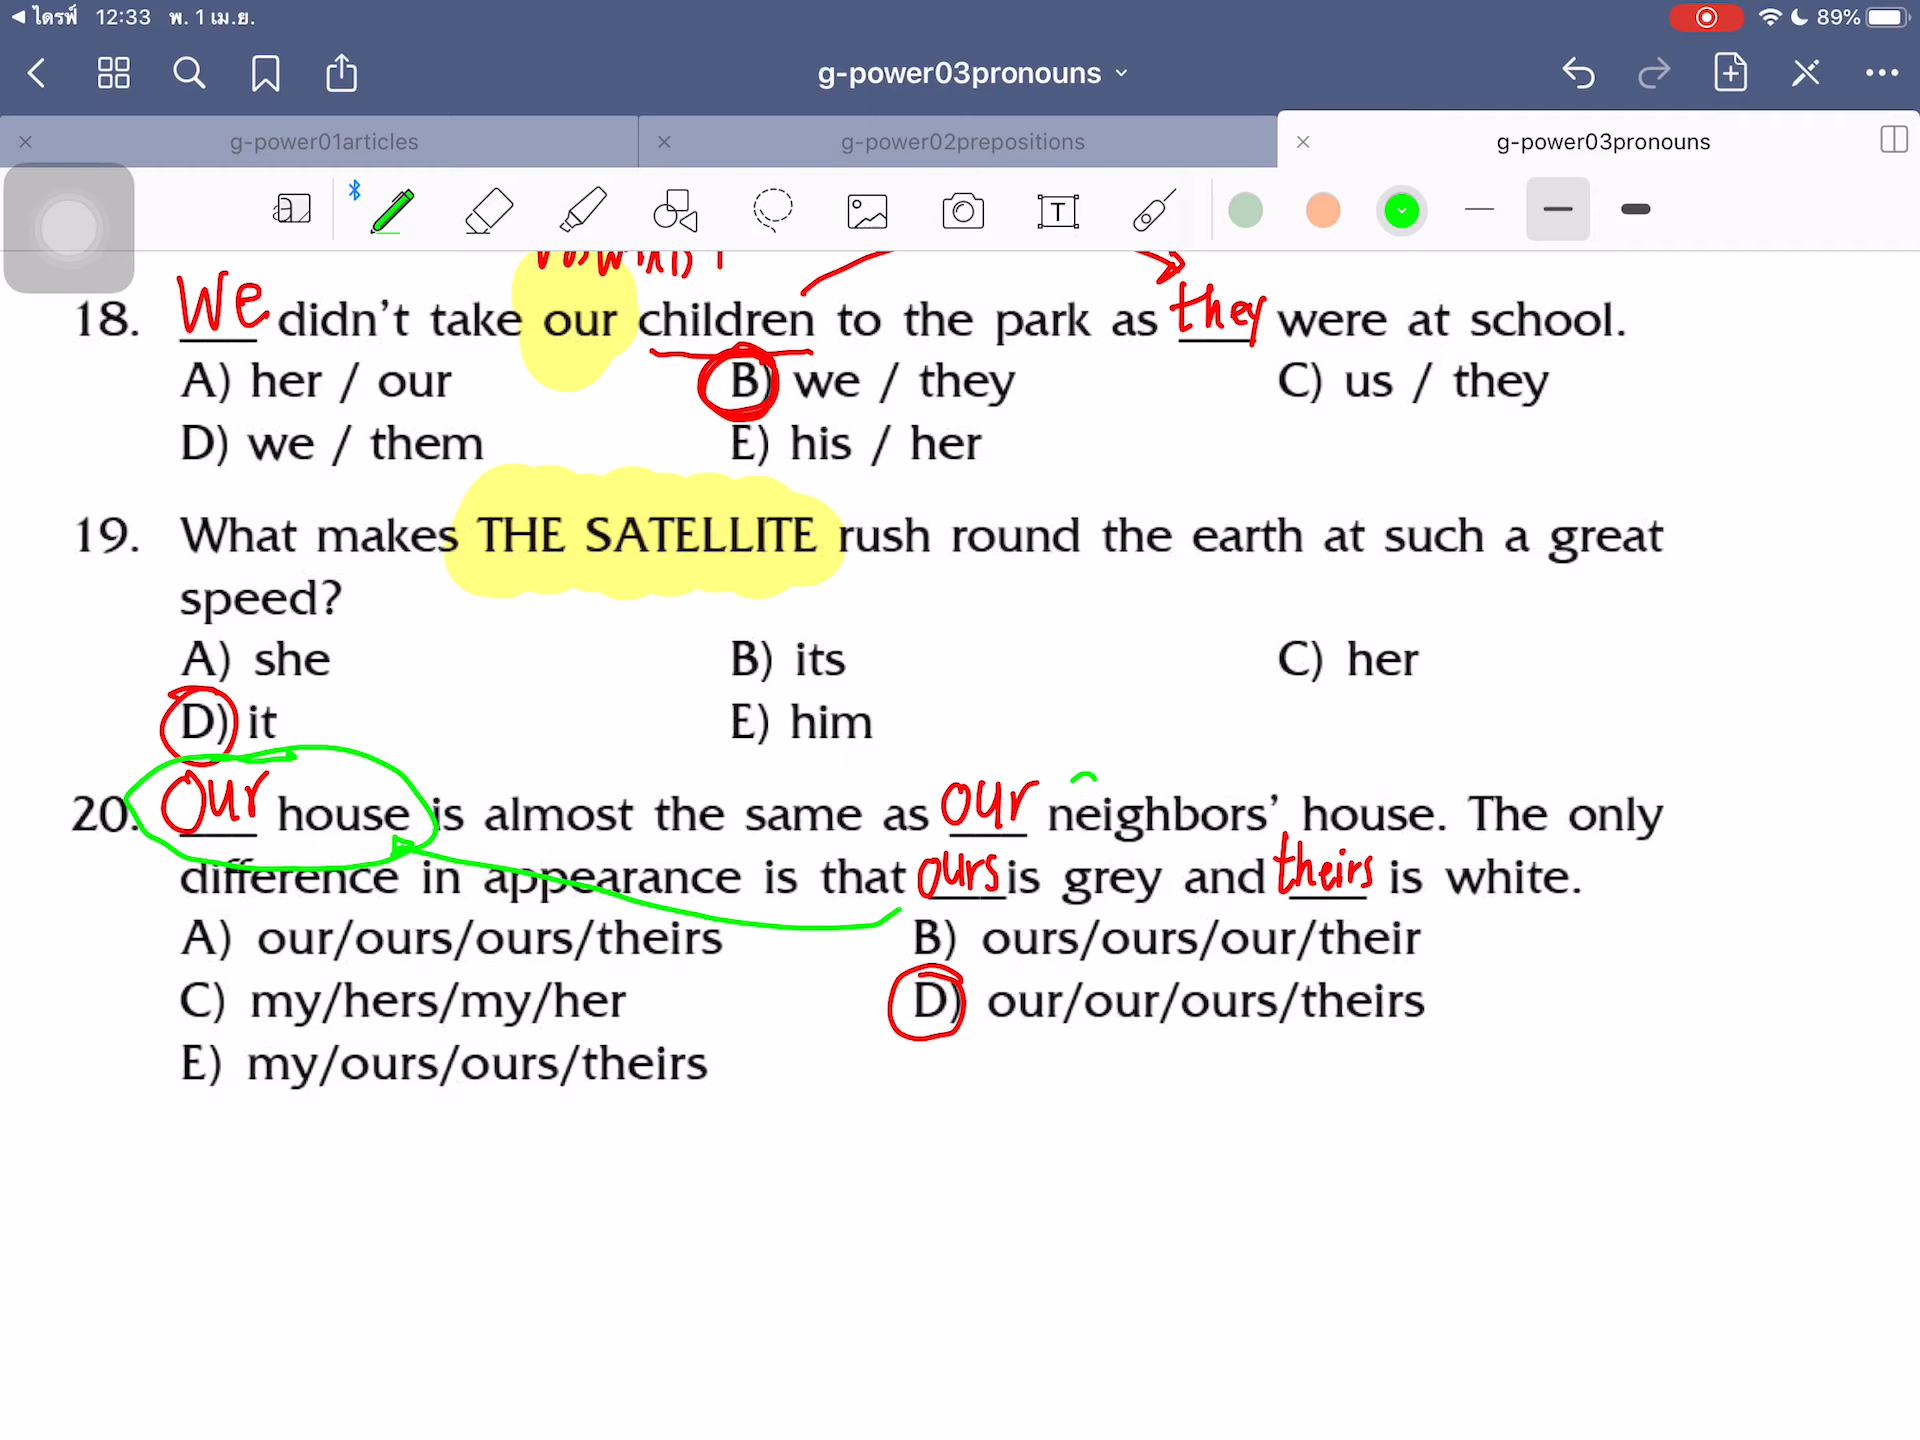 ไดรฟ์ 12:33 พ. 1 เม.ย. 89%
g-power03pronouns
g-power01articles g-power02prepositions g-power03pronouns
18. We didn't take our children to the park as they were at school.
A) her / our B) we / they C) us / they
D) we / them E) his / her
19. What makes THE SATELLITE rush round the earth at such a great
speed?
A) she B) its C) her
D) it E) him
20. Our house is almost the same as our neighbors' house. The only
difference in appearance is that ours is grey and theirs is white.
A) our/ours/ours/theirs B) ours/ours/our/their
C) my/hers/my/her D) our/our/ours/theirs
E) my/ours/ours/theirs